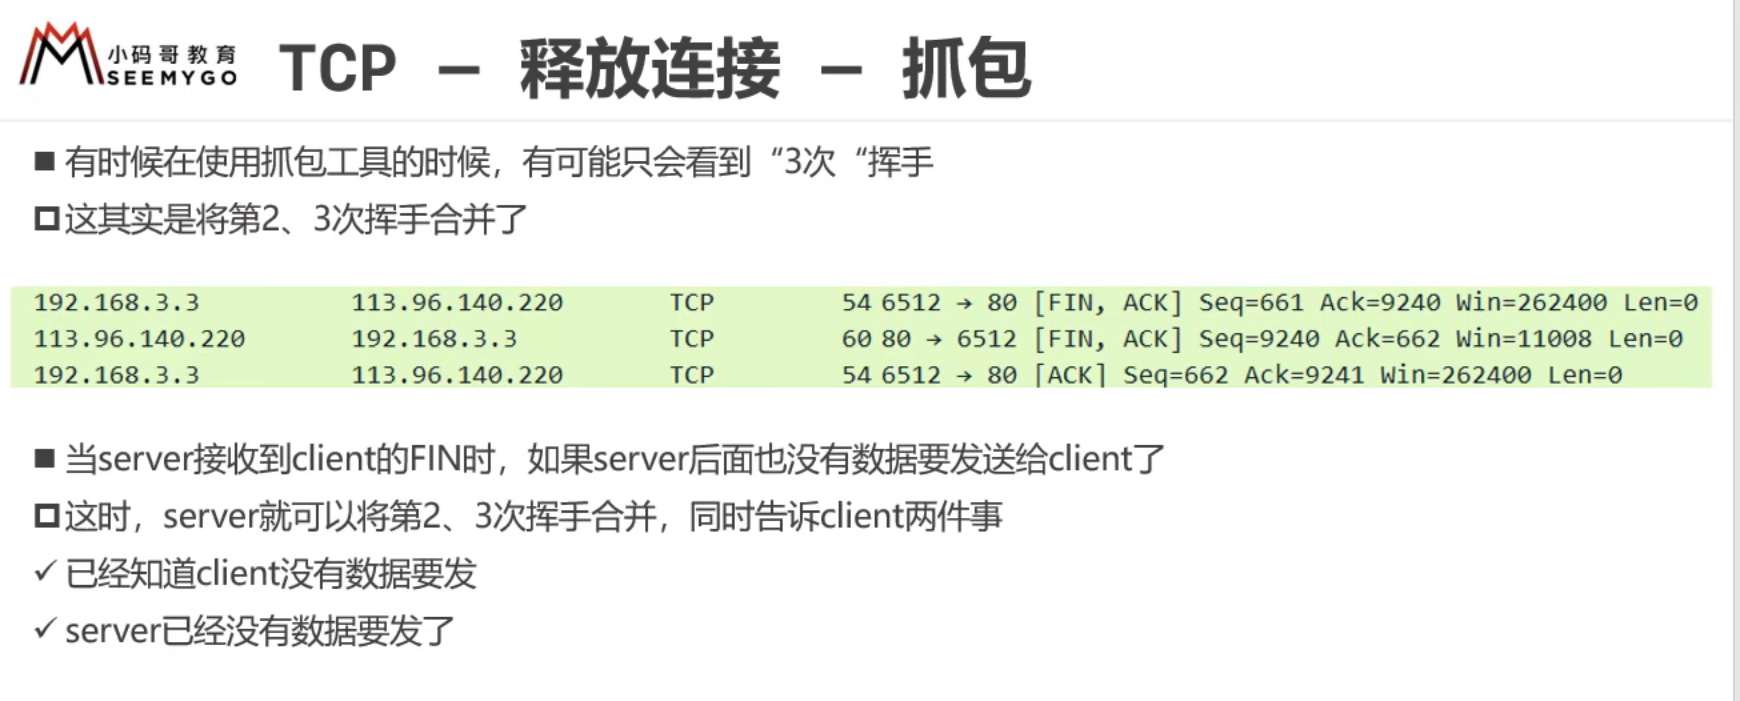 小码哥教育
SEEMYGO
TCP – 释放连接 – 抓包
■ 有时候在使用抓包工具的时候，有可能只会看到“3次“挥手
这其实是将第2、3次挥手合并了
192.168.3.3 113.96.140.220 TCP 54 6512 → 80 [FIN, ACK] Seq=661 Ack=9240 Win=262400 Len=0
113.96.140.220 192.168.3.3 TCP 60 80 → 6512 [FIN, ACK] Seq=9240 Ack=662 Win=11008 Len=0
192.168.3.3 113.96.140.220 TCP 54 6512 → 80 [ACK] Seq=662 Ack=9241 Win=262400 Len=0
■ 当server接收到client的FIN时，如果server后面也没有数据要发送给client了
这时，server就可以将第2、3次挥手合并，同时告诉client两件事
✓ 已经知道client没有数据要发
✓ server已经没有数据要发了